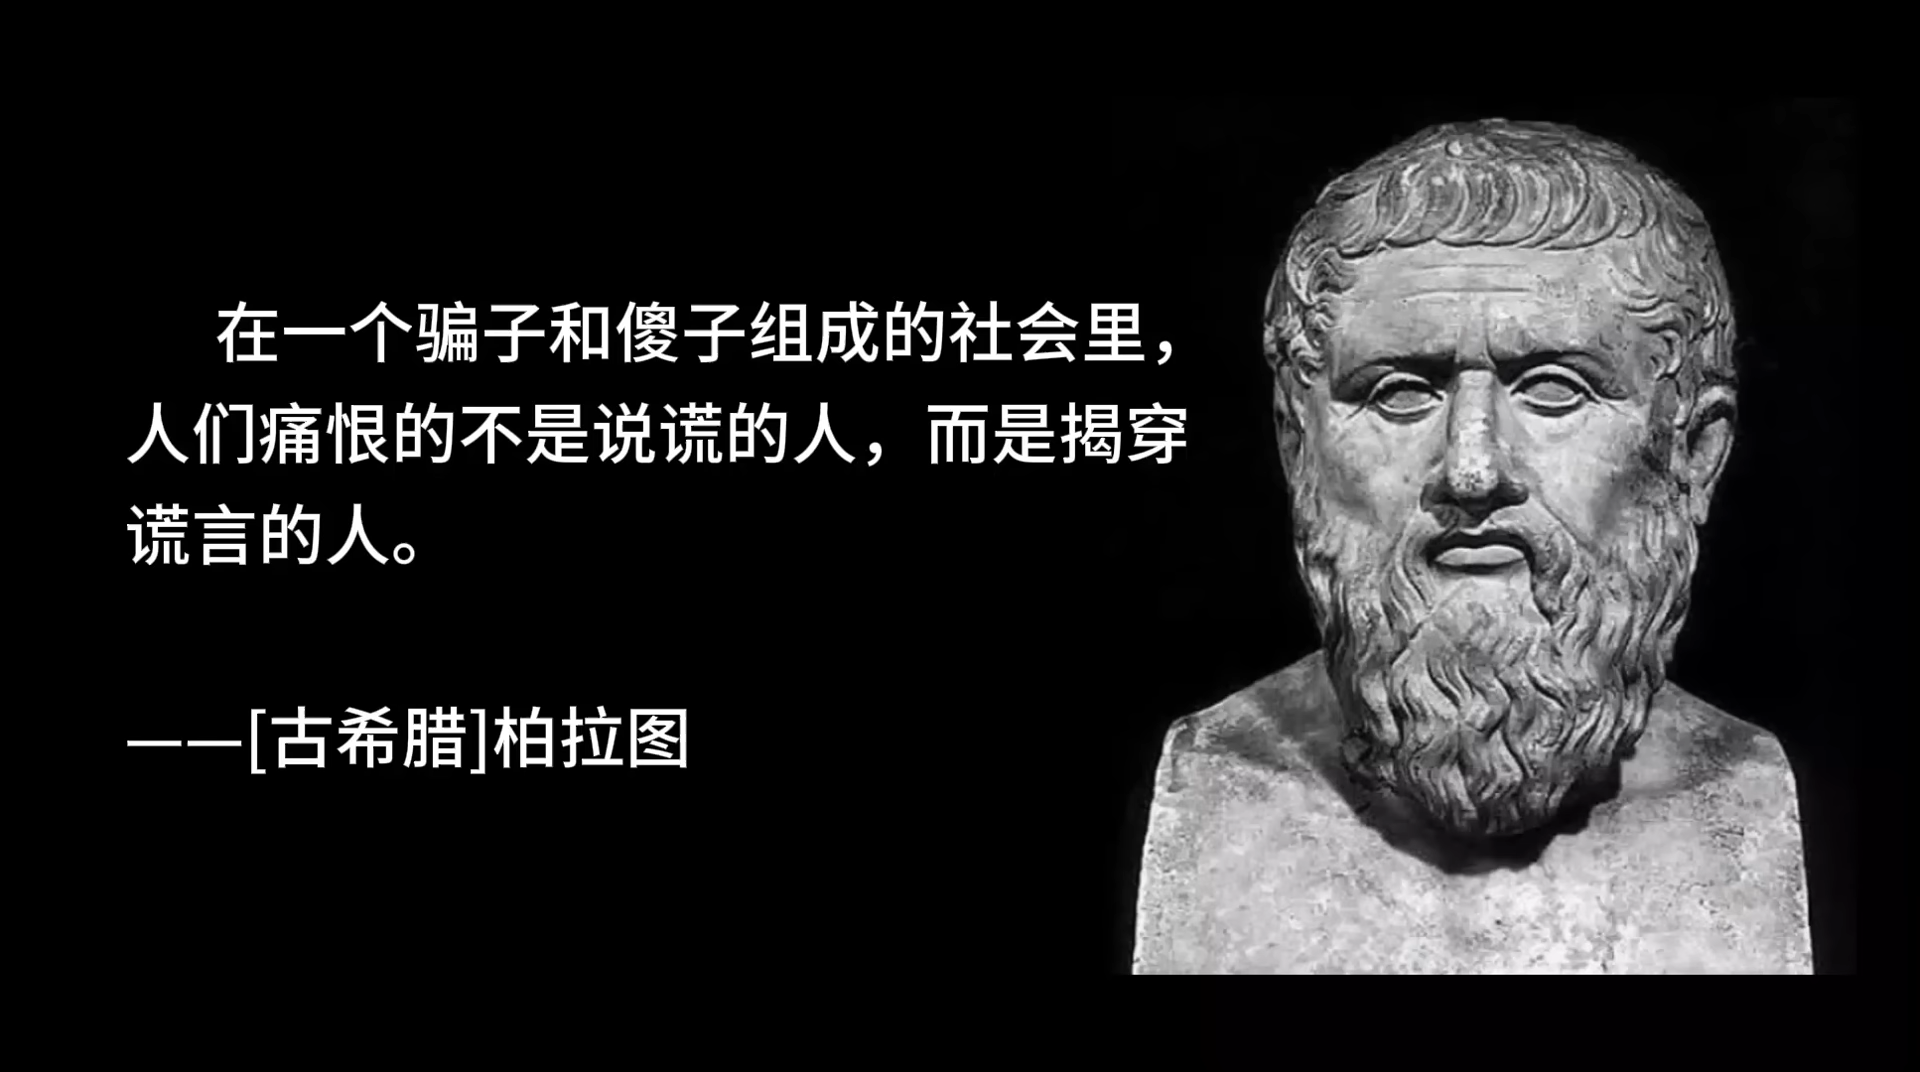 在一个骗子和傻子组成的社会里，
人们痛恨的不是说谎的人，而是揭穿
谎言的人。
——[古希腊]柏拉图